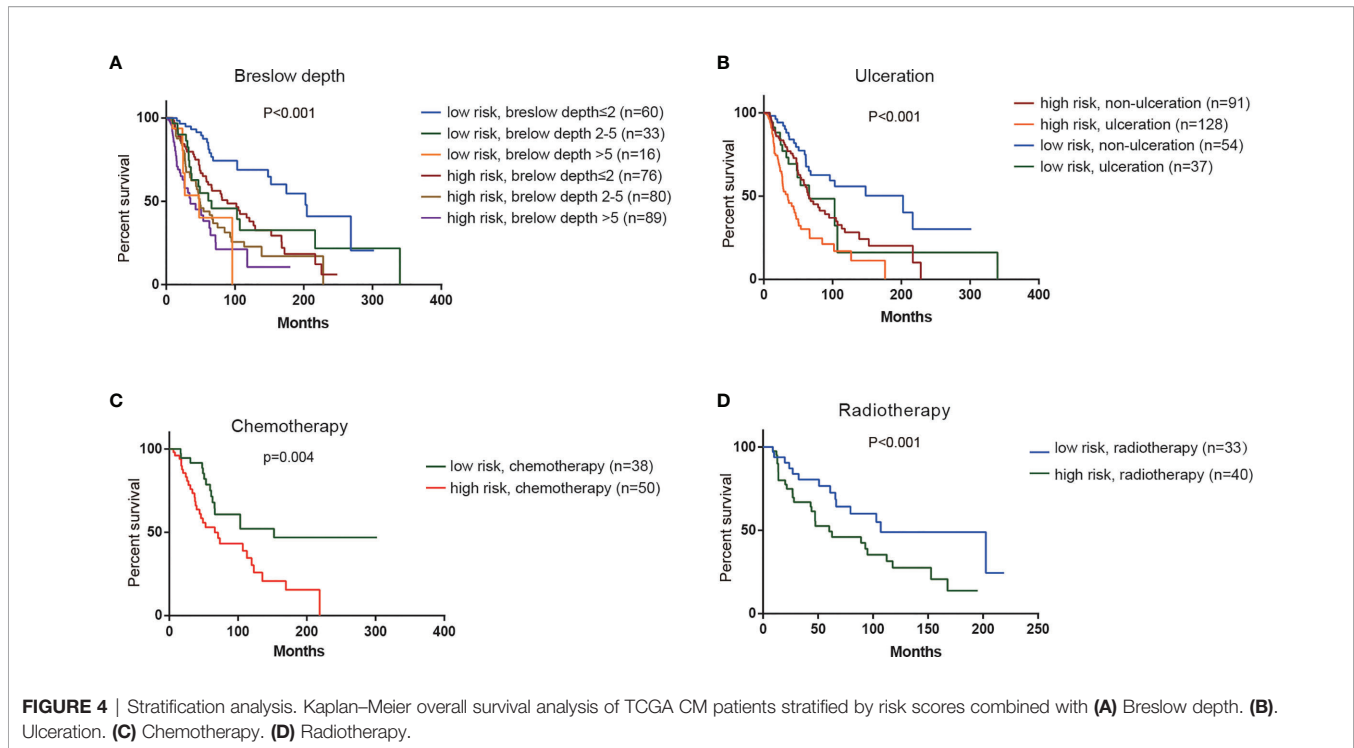 A
Breslow depth
P<0.001
Percent survival
100
50
0
0 100 200 300 400
Months
low risk, breslow depth≤2 (n=60)
low risk, brelow depth 2-5 (n=33)
low risk, brelow depth >5 (n=16)
high risk, brelow depth≤2 (n=76)
high risk, brelow depth 2-5 (n=80)
high risk, brelow depth >5 (n=89)
B
Ulceration
P<0.001
Percent survival
100
50
0
0 100 200 300 400
Months
high risk, non-ulceration (n=91)
high risk, ulceration (n=128)
low risk, non-ulceration (n=54)
low risk, ulceration (n=37)
C
Chemotherapy
p=0.004
Percent survival
100
50
0
0 100 200 300 400
Months
low risk, chemotherapy (n=38)
high risk, chemotherapy (n=50)
D
Radiotherapy
P<0.001
Percent survival
100
50
0
0 50 100 150 200 250
Months
low risk, radiotherapy (n=33)
high risk, radiotherapy (n=40)
FIGURE 4 | Stratification analysis. Kaplan–Meier overall survival analysis of TCGA CM patients stratified by risk scores combined with (A) Breslow depth. (B).
Ulceration. (C) Chemotherapy. (D) Radiotherapy.